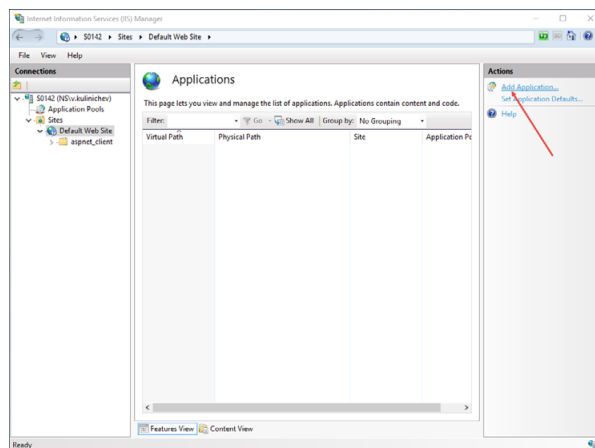 Internet Information Services (IIS) Manager
S0142 ▸ Sites ▸ Default Web Site ▸
File View Help
Connections
S0142 (NS\v.kulinichev)
Application Pools
Sites
Default Web Site
aspnet_client
Applications
This page lets you view and manage the list of applications. Applications contain content and code.
Filter: Go Show All Group by: No Grouping
Virtual Path Physical Path Site Application Po
Features View Content View
Actions
Add Application...
Set Application Defaults...
Help
Ready